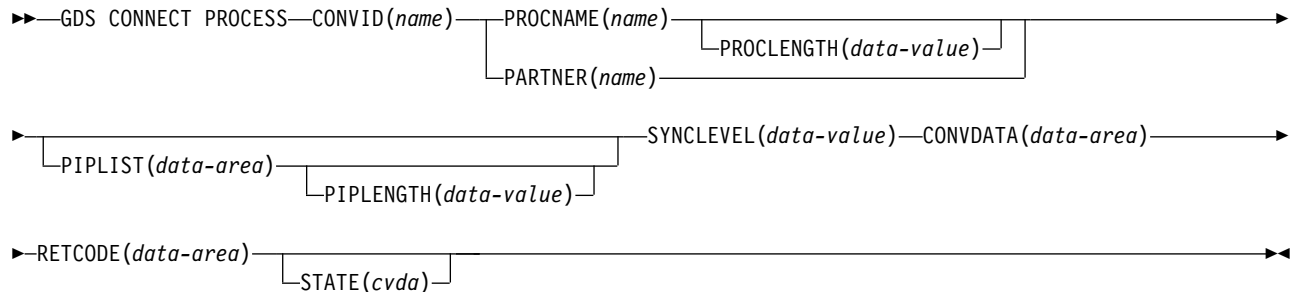 GDS CONNECT PROCESS CONVID(name) PROCNAME(name)
PROCLENGTH(data-value)
PARTNER(name)
SYNCLEVEL(data-value) CONVDATA(data-area)
PIPLIST(data-area)
PIPLENGTH(data-value)
RETCODE(data-area)
STATE(cvda)